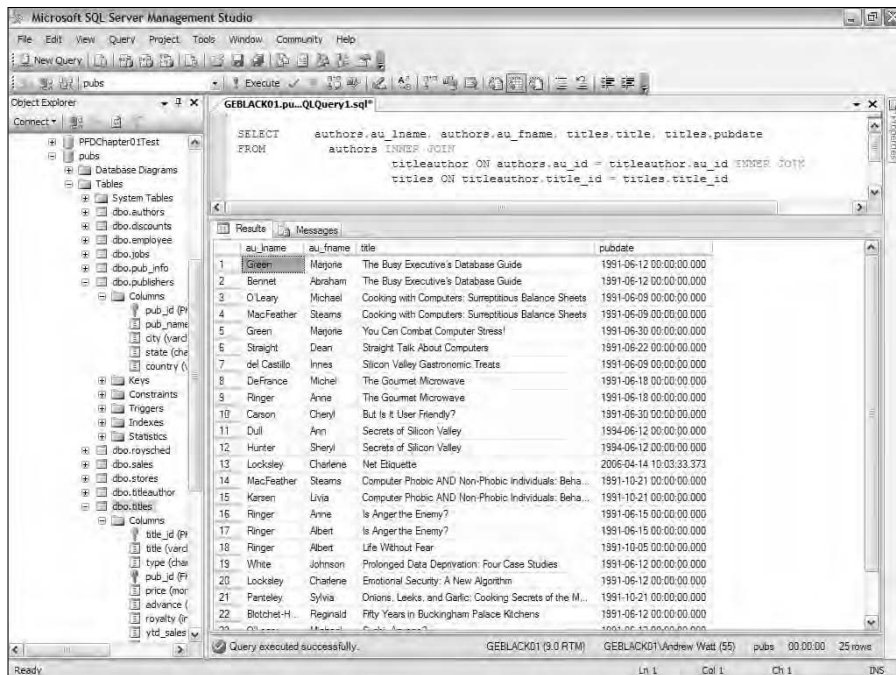 Microsoft SQL Server Management Studio
File Edit View Query Project Tools Window Community Help
New Query
pubs Execute
Object Explorer
Connect
PFDChapter01Test
pubs
Database Diagrams
Tables
System Tables
dbo.authors
dbo.discounts
dbo.employee
dbo.jobs
dbo.pub_info
dbo.publishers
Columns
pub_id (PK
pub_name
city (varcl
state (cha
country (v
Keys
Constraints
Triggers
Indexes
Statistics
dbo.roysched
dbo.sales
dbo.stores
dbo.titleauthor
dbo.titles
Columns
title_id (PK
title (varcl
type (char
pub_id (FK
price (mon
advance (
royalty (in
ytd_sales
GEBLACK01.pu...QLQuery1.sql*
SELECT authors.au_lname, authors.au_fname, titles.title, titles.pubdate
FROM authors INNER JOIN
titleauthor ON authors.au_id = titleauthor.au_id INNER JOIN
titles ON titleauthor.title_id = titles.title_id
Results Messages
au_lname au_fname title pubdate
1 Green Marjorie The Busy Executive's Database Guide 1991-06-12 00:00:00.000
2 Bennet Abraham The Busy Executive's Database Guide 1991-06-12 00:00:00.000
3 O'Leary Michael Cooking with Computers: Surreptitious Balance Sheets 1991-06-09 00:00:00.000
4 MacFeather Stearns Cooking with Computers: Surreptitious Balance Sheets 1991-06-09 00:00:00.000
5 Green Marjorie You Can Combat Computer Stress! 1991-06-30 00:00:00.000
6 Straight Dean Straight Talk About Computers 1991-06-22 00:00:00.000
7 del Castillo Innes Silicon Valley Gastronomic Treats 1991-06-09 00:00:00.000
8 DeFrance Michel The Gourmet Microwave 1991-06-18 00:00:00.000
9 Ringer Anne The Gourmet Microwave 1991-06-18 00:00:00.000
10 Carson Cheryl But Is It User Friendly? 1991-06-30 00:00:00.000
11 Dull Ann Secrets of Silicon Valley 1994-06-12 00:00:00.000
12 Hunter Sheryl Secrets of Silicon Valley 1994-06-12 00:00:00.000
13 Locksley Charlene Net Etiquette 2006-04-14 10:03:33.373
14 MacFeather Stearns Computer Phobic AND Non-Phobic Individuals: Beha... 1991-10-21 00:00:00.000
15 Karsen Livia Computer Phobic AND Non-Phobic Individuals: Beha... 1991-10-21 00:00:00.000
16 Ringer Anne Is Anger the Enemy? 1991-06-15 00:00:00.000
17 Ringer Albert Is Anger the Enemy? 1991-06-15 00:00:00.000
18 Ringer Albert Life Without Fear 1991-10-05 00:00:00.000
19 White Johnson Prolonged Data Deprivation: Four Case Studies 1991-06-12 00:00:00.000
20 Locksley Charlene Emotional Security: A New Algorithm 1991-06-12 00:00:00.000
21 Panteley Sylvia Onions, Leeks, and Garlic: Cooking Secrets of the M... 1991-10-21 00:00:00.000
22 Blotchet-H... Reginald Fifty Years in Buckingham Palace Kitchens 1991-06-12 00:00:00.000
Query executed successfully. GEBLACK01 (9.0 RTM) GEBLACK01\Andrew Watt (55) pubs 00:00:00 25 rows
Ready Ln 1 Col 1 Ch 1 INS